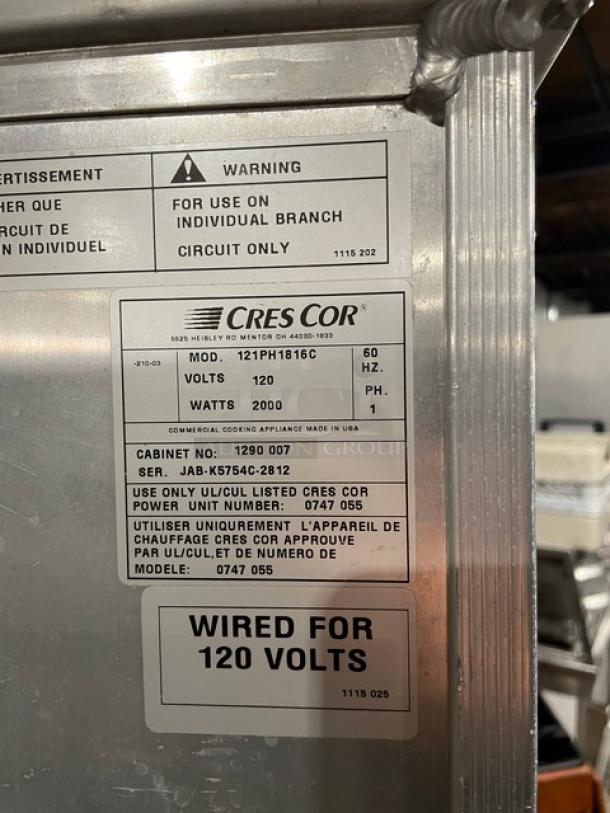 ERTISSEMENT
HER QUE
RCUIT DE
N INDIVIDUEL
WARNING
FOR USE ON
INDIVIDUAL BRANCH
CIRCUIT ONLY 1115 202
CRES COR®
5925 HEISLEY RD MENTOR OH 44060-1833
-210-03
MOD. 121PH1816C
60 HZ.
VOLTS 120
WATTS 2000
PH. 1
COMMERCIAL COOKING APPLIANCE MADE IN USA
CABINET NO: 1290 007
SER. JAB-K5754C-2812
USE ONLY UL/CUL LISTED CRES COR
POWER UNIT NUMBER: 0747 055
UTILISER UNIQUREMENT L'APPAREIL DE
CHAUFFAGE CRES COR APPROUVE
PAR UL/CUL,ET DE NUMERO DE
MODELE: 0747 055
WIRED FOR
120 VOLTS
1115 025
AUCTION GROUP